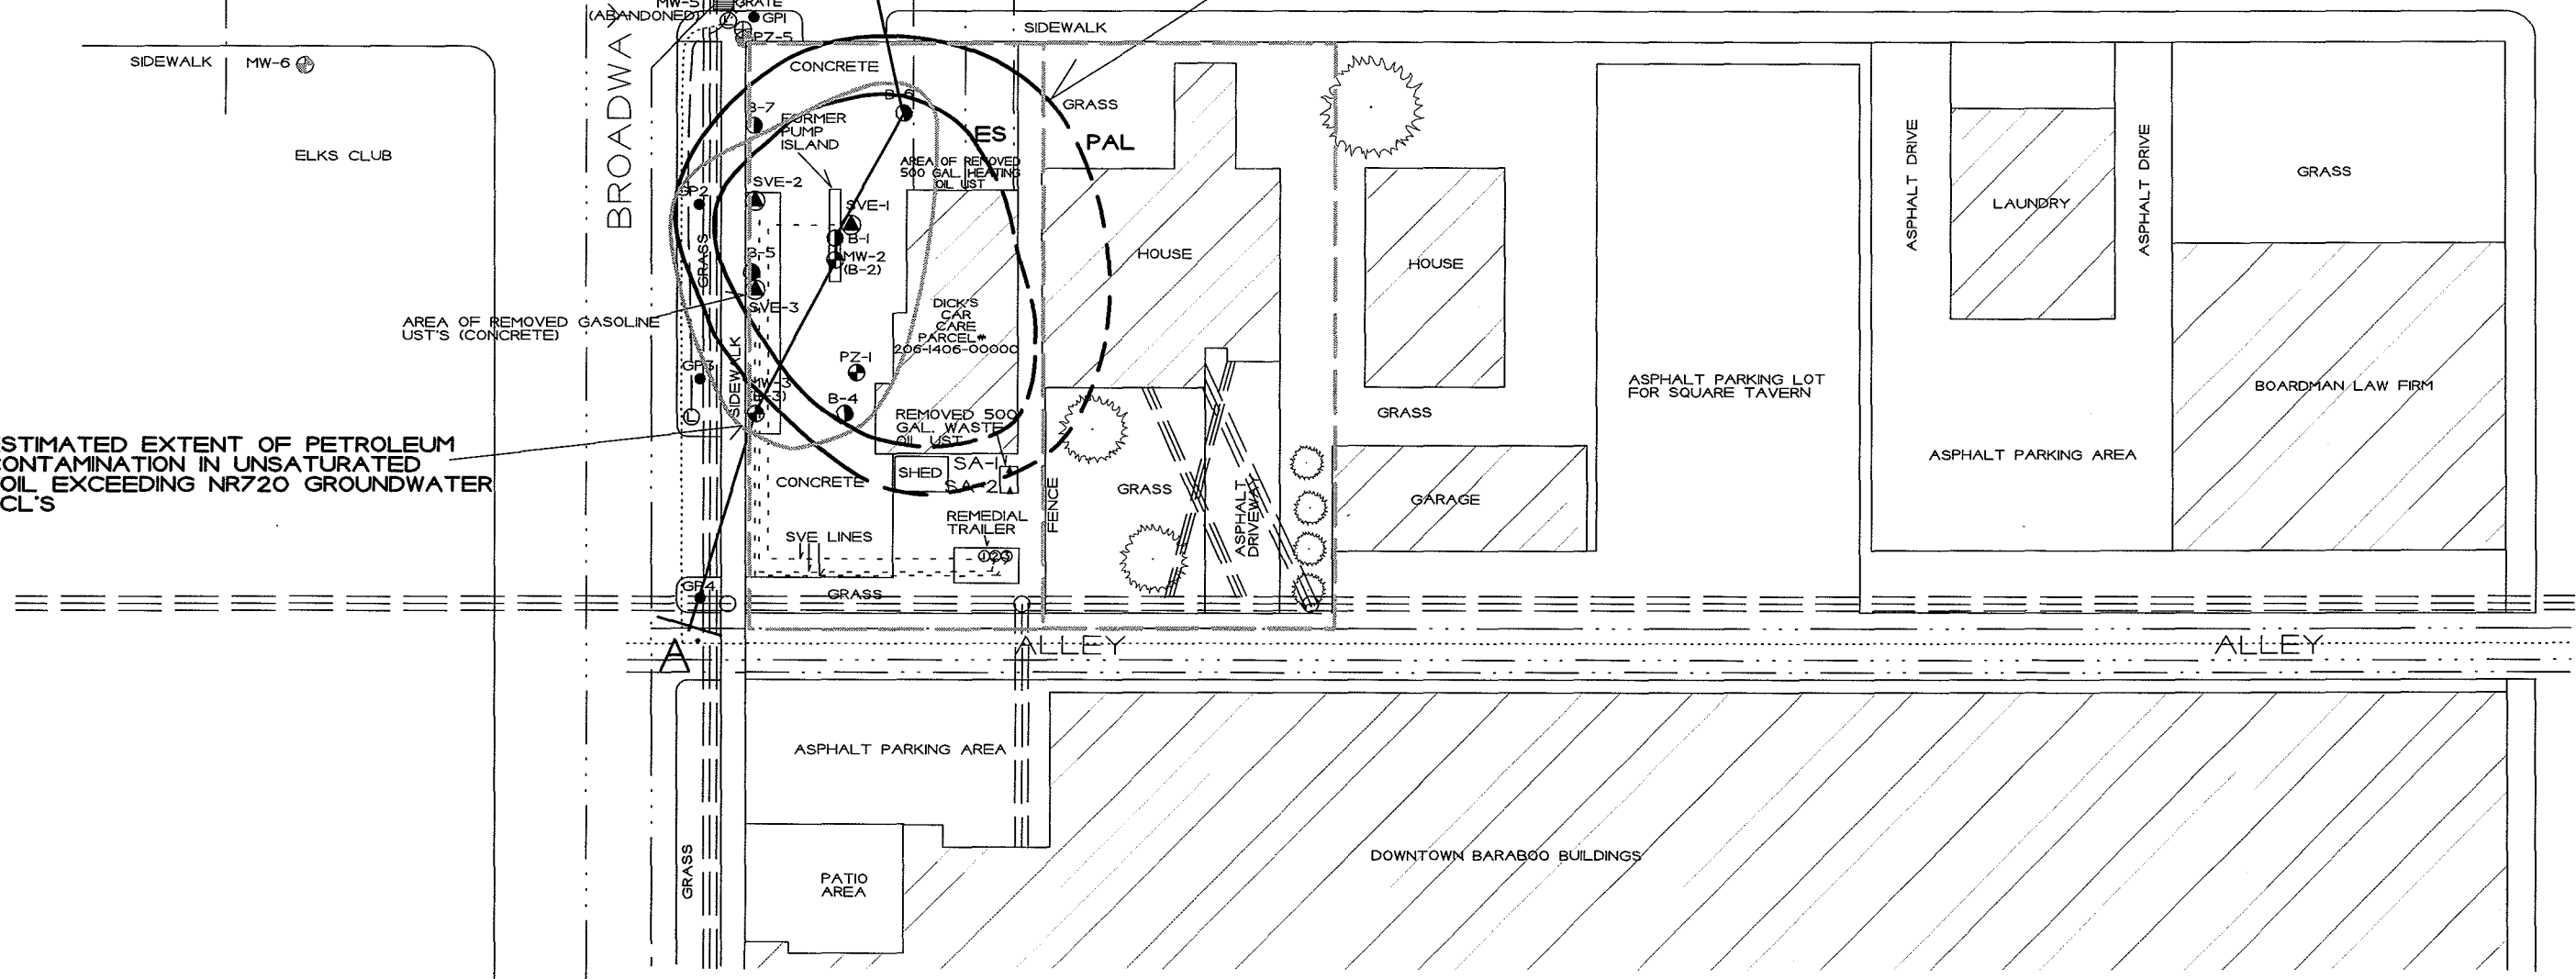 MW-5
(ABANDONED)
GRATE
GP1
PZ-5
SIDEWALK
SIDEWALK
MW-6
BROADWAY
CONCRETE
B-7
FORMER
PUMP
ISLAND
B-6
ES
GRASS
PAL
ELKS CLUB
AREA OF REMOVED
500 GAL. HEATING
OIL UST
GP2
SVE-2
SVE-1
B-1
MW-2
(B-2)
GRASS
B-5
SVE-3
AREA OF REMOVED GASOLINE
UST'S (CONCRETE)
DICK'S
CAR
CARE
PARCEL#
206-1406-00000
HOUSE
HOUSE
ASPHALT DRIVE
LAUNDRY
ASPHALT DRIVE
GRASS
GP3
SIDEWALK
PZ-1
MW-3
(B-3)
B-4
L
REMOVED 500
GAL. WASTE
OIL UST
GRASS
ASPHALT PARKING LOT
FOR SQUARE TAVERN
BOARDMAN LAW FIRM
STIMATED EXTENT OF PETROLEUM
ONTAMINATION IN UNSATURATED
OIL EXCEEDING NR720 GROUNDWATER
CL'S
CONCRETE
SHED
SA-1
SA-2
FENCE
GRASS
ASPHALT
DRIVEWAY
GARAGE
ASPHALT PARKING AREA
REMEDIAL
TRAILER
SVE LINES
123
GP4
GRASS
A
ALLEY
ALLEY
ASPHALT PARKING AREA
GRASS
PATIO
AREA
DOWNTOWN BARABOO BUILDINGS